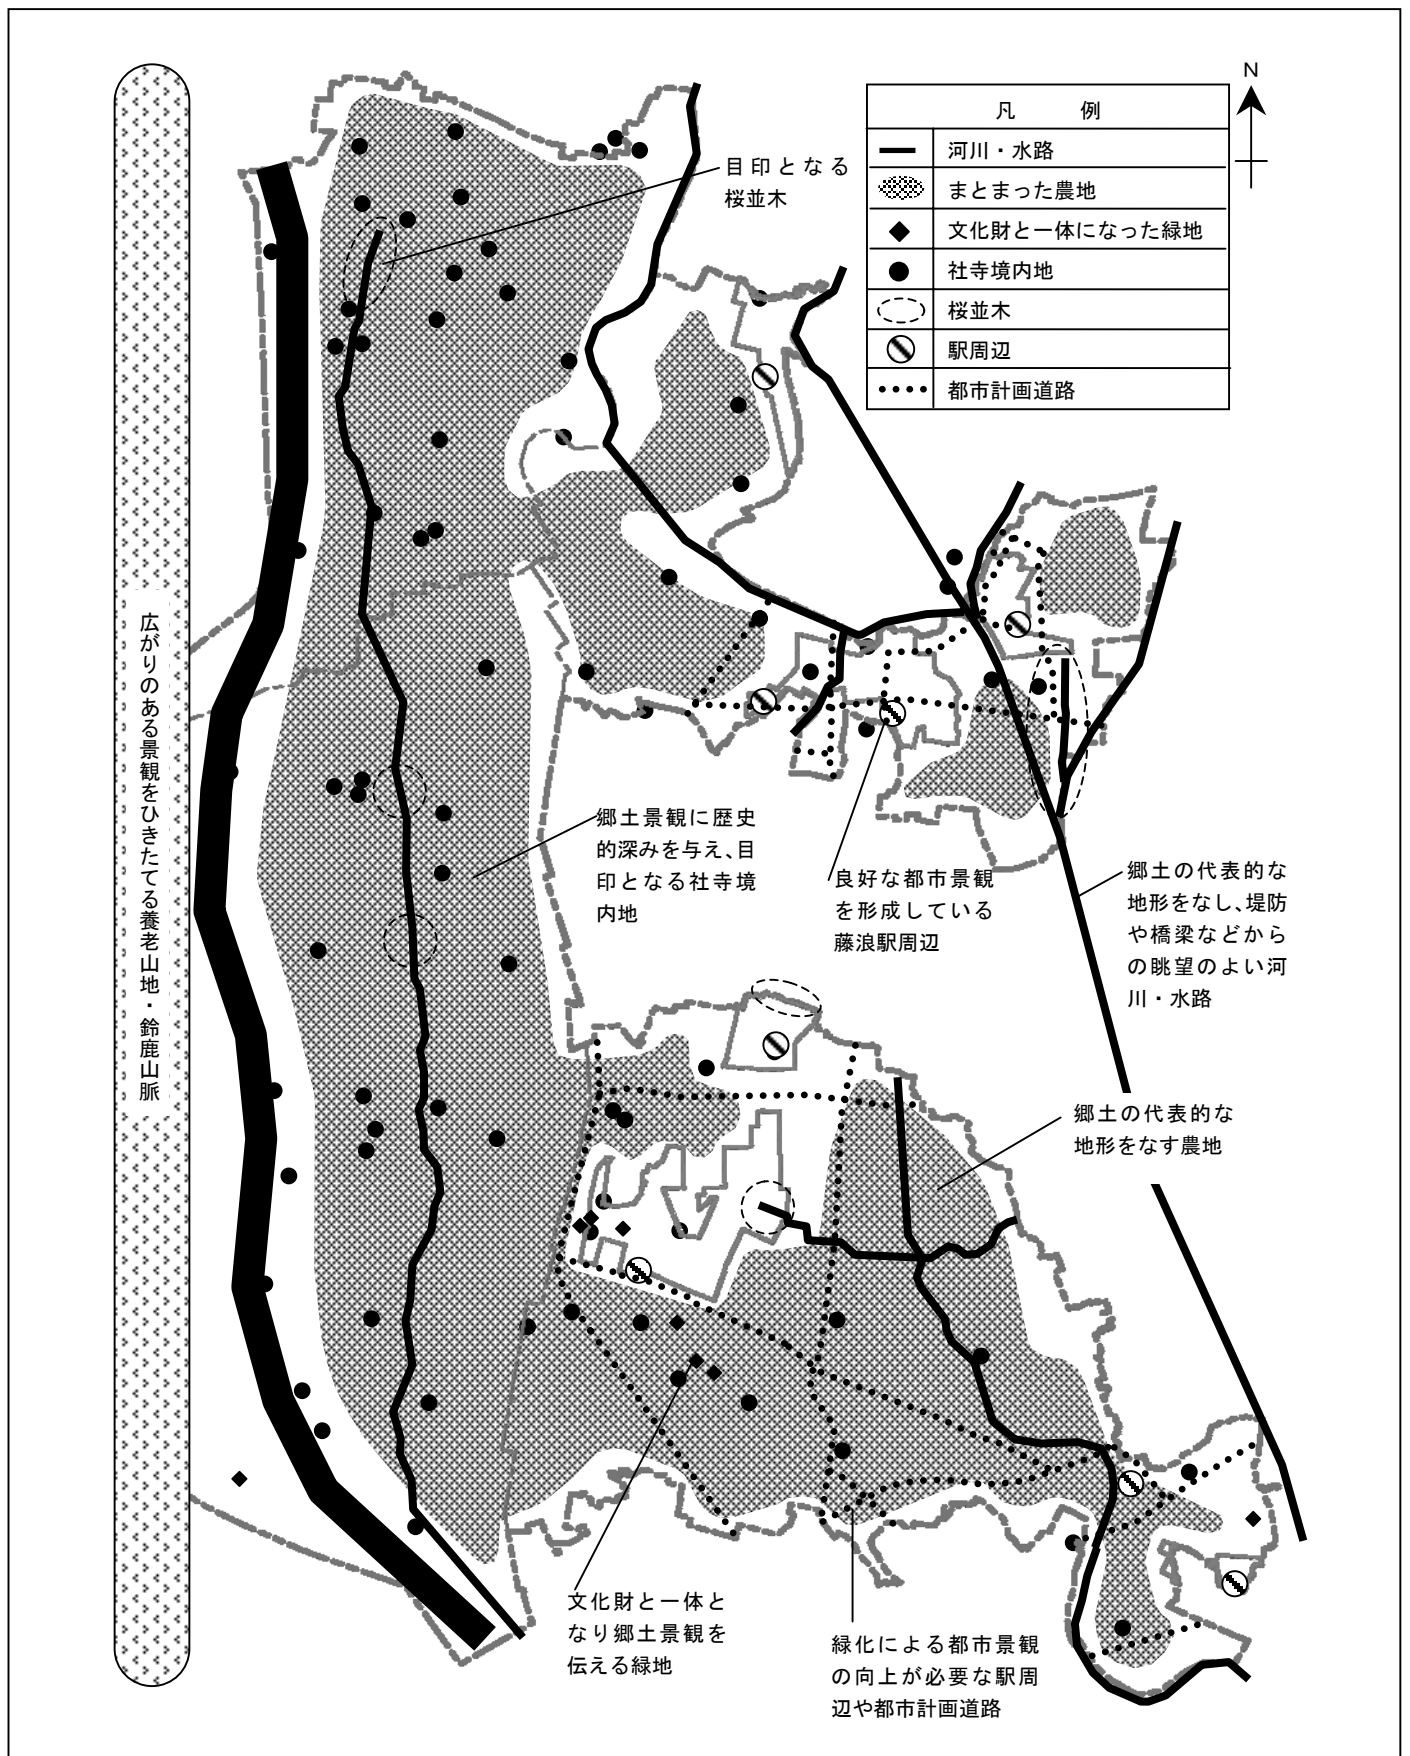 N
凡 例
河川・水路
まとまった農地
文化財と一体になった緑地
社寺境内地
桜並木
駅周辺
都市計画道路
目印となる
桜並木
広がりのある景観をひきたてる養老山地・鈴鹿山脈
郷土景観に歴史
的深みを与え、目
印となる社寺境
内地
良好な都市景観
を形成している
藤浪駅周辺
郷土の代表的な
地形をなし、堤防
や橋梁などから
の眺望のよい河
川・水路
郷土の代表的な
地形をなす農地
文化財と一体と
なり郷土景観を
伝える緑地
緑化による都市景観
の向上が必要な駅周
辺や都市計画道路